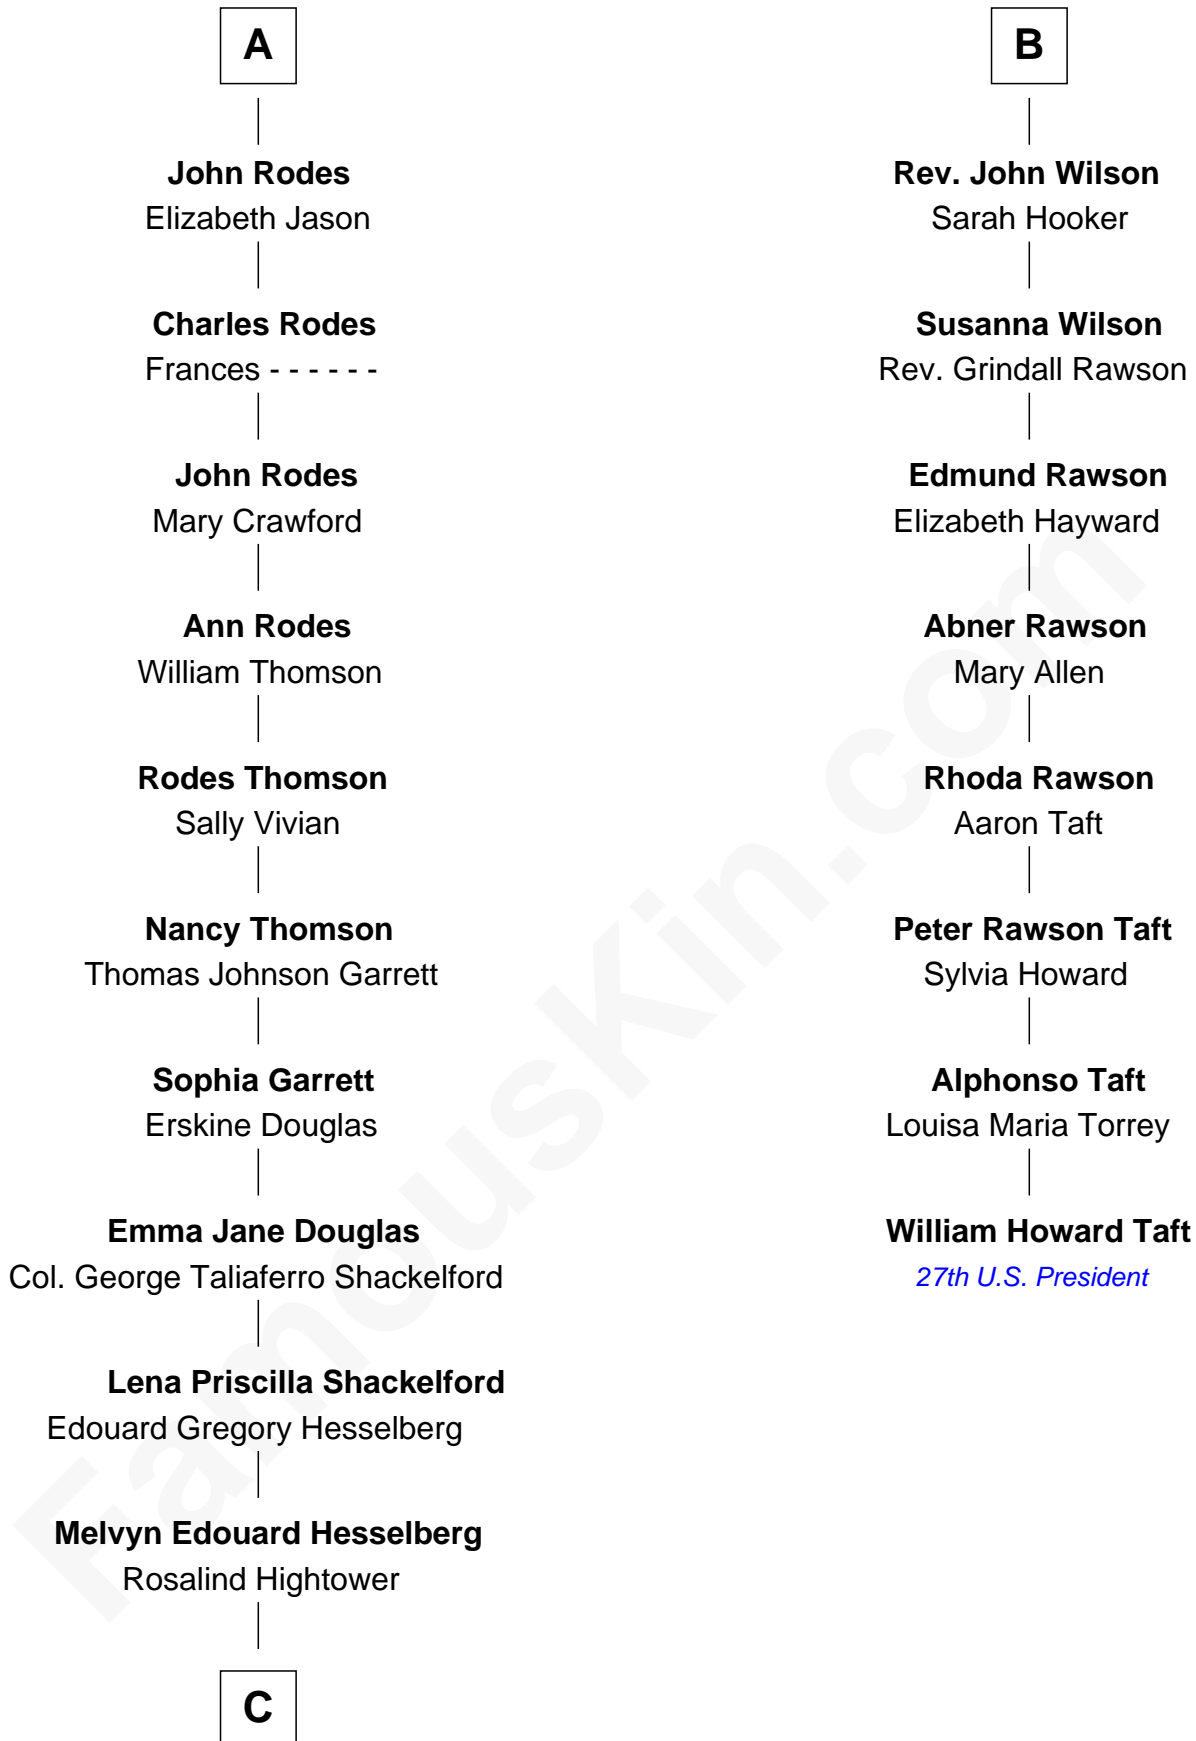 A
John Rodes
Elizabeth Jason
Charles Rodes
Frances - - - - - -
John Rodes
Mary Crawford
Ann Rodes
William Thomson
Rodes Thomson
Sally Vivian
Nancy Thomson
Thomas Johnson Garrett
Sophia Garrett
Erskine Douglas
Emma Jane Douglas
Col. George Taliaferro Shackelford
Lena Priscilla Shackelford
Edouard Gregory Hesselberg
Melvyn Edouard Hesselberg
Rosalind Hightower
C
B
Rev. John Wilson
Sarah Hooker
Susanna Wilson
Rev. Grindall Rawson
Edmund Rawson
Elizabeth Hayward
Abner Rawson
Mary Allen
Rhoda Rawson
Aaron Taft
Peter Rawson Taft
Sylvia Howard
Alphonso Taft
Louisa Maria Torrey
William Howard Taft
27th U.S. President
FamousKin.com